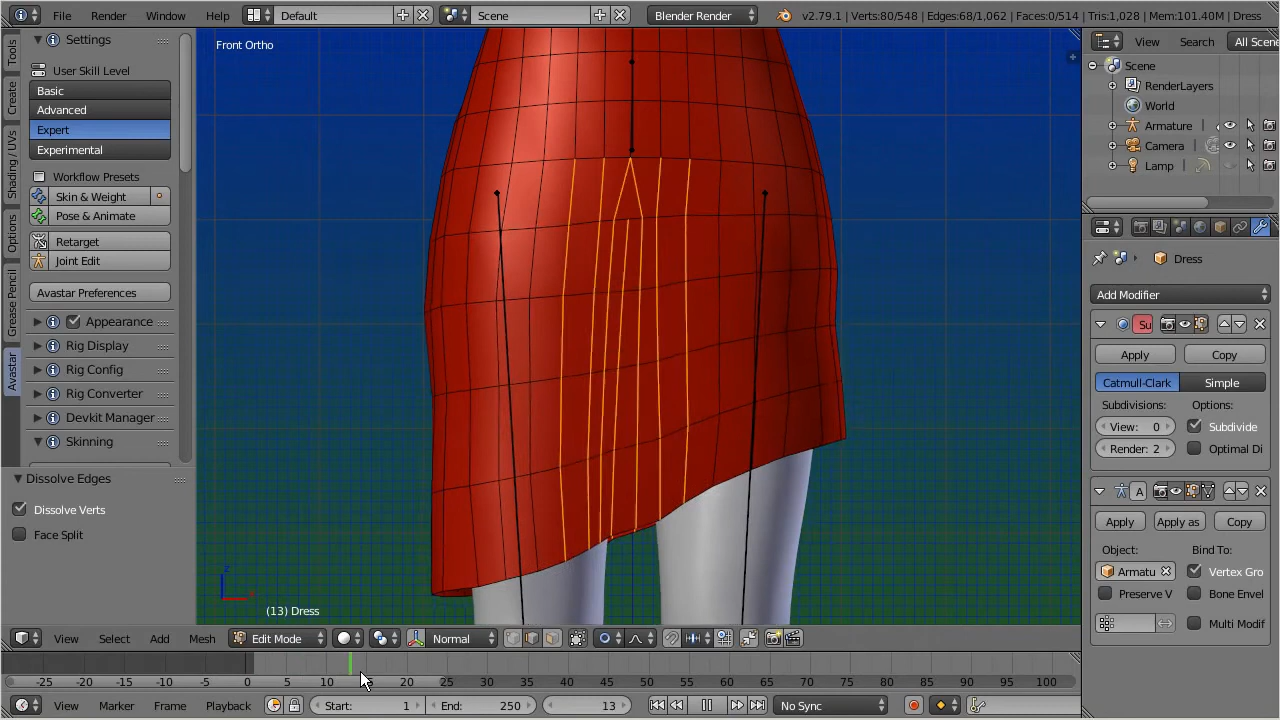 File Render Window Help Default Scene Blender Render v2.79.1 | Verts:80/548 | Edges:68/1,062 | Faces:0/514 | Tris:1,028 | Mem:101.40M | Dress
Tools
Create
Shading / UVs
Options
Grease Pencil
Avastar
Settings
User Skill Level
Basic
Advanced
Expert
Experimental
Workflow Presets
Skin & Weight
Pose & Animate
Retarget
Joint Edit
Avastar Preferences
Appearance
Rig Display
Rig Config
Rig Converter
Devkit Manager
Skinning
Dissolve Edges
Dissolve Verts
Face Split
Front Ortho
(13) Dress
View Select Add Mesh Edit Mode Normal
-25 -20 -15 -10 -5 0 5 10 20 25 30 35 40 45 50 55 60 65 70 75 80 85 90 95 100
View Marker Frame Playback Start: 1 End: 250 13 No Sync
View Search All Scene
Scene
RenderLayers
World
Armature
Camera
Lamp
Dress
Add Modifier
Su
Apply Copy
Catmull-Clark Simple
Subdivisions: Options:
View: 0 Subdivide
Render: 2 Optimal Di
A
Apply Apply as Copy
Object: Bind To:
Armatu Vertex Gro
Preserve V Bone Envel
Multi Modif